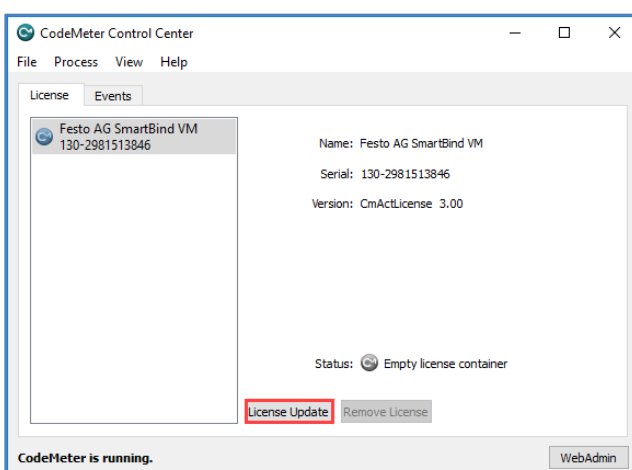 CodeMeter Control Center
File Process View Help
License Events
Festo AG SmartBind VM
130-2981513846
Name: Festo AG SmartBind VM
Serial: 130-2981513846
Version: CmActLicense 3.00
Status: Empty license container
License Update Remove License
CodeMeter is running. WebAdmin